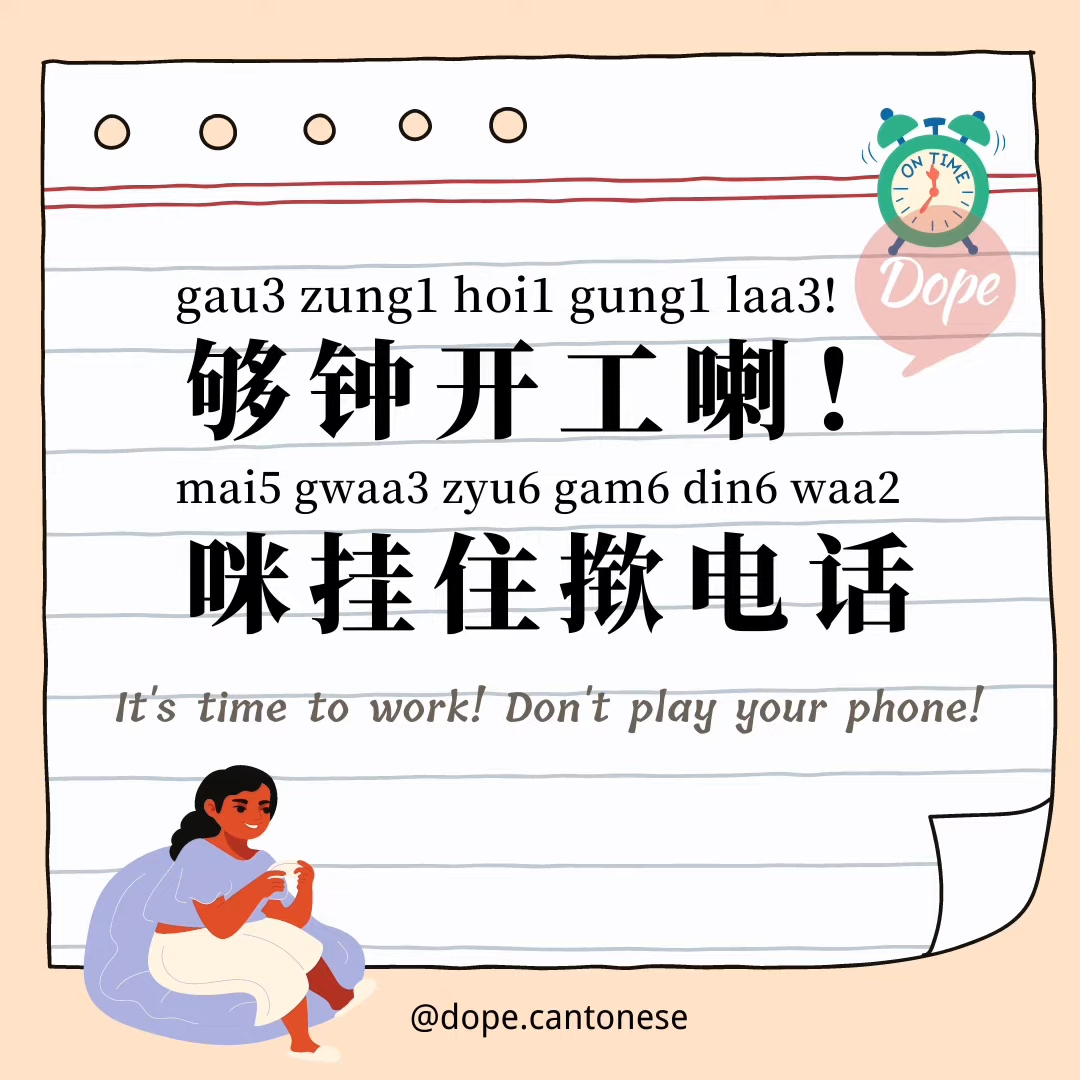 ON TIME
Dope
gau3 zung1 hoi1 gung1 laa3!
够钟开工喇！
mai5 gwaa3 zyu6 gam6 din6 waa2
咪挂住揿电话
It's time to work! Don't play your phone!
@dope.cantonese